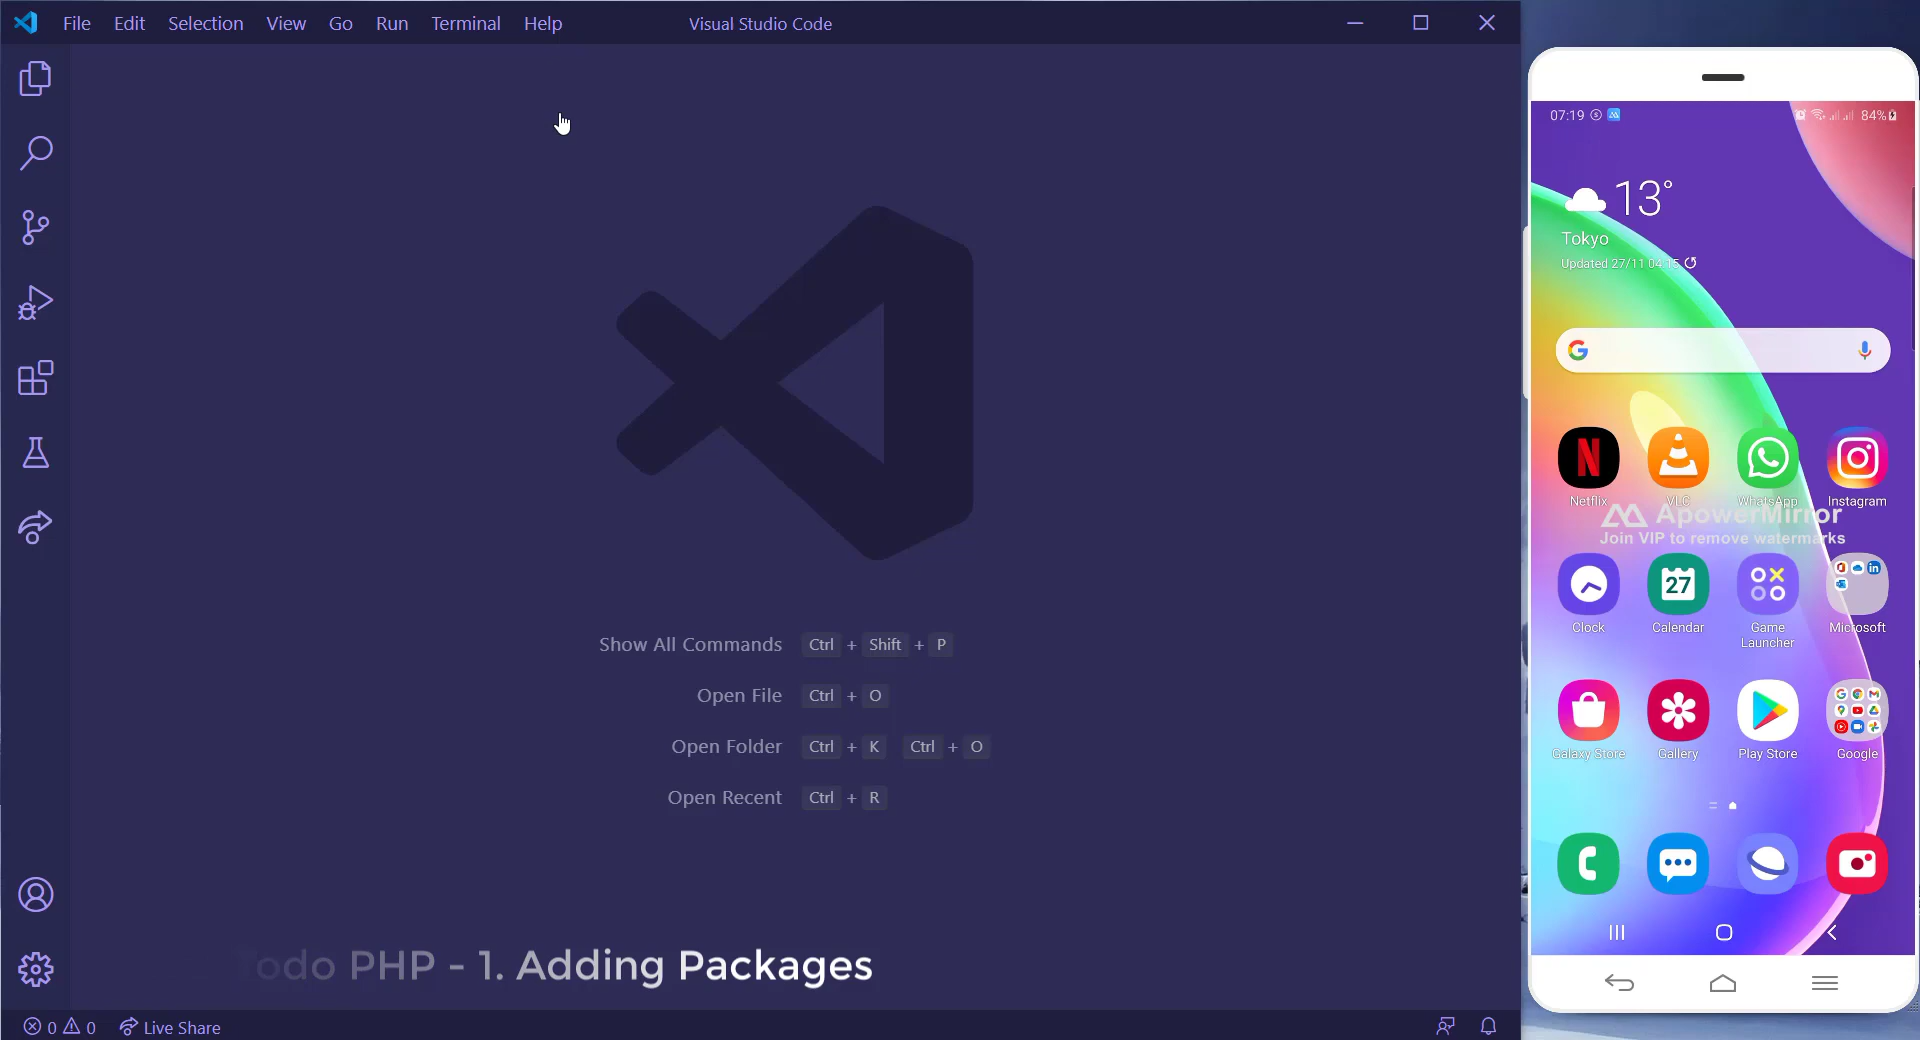 File Edit Selection View Go Run Terminal Help
Visual Studio Code
Show All Commands Ctrl + Shift + P
Open File Ctrl + O
Open Folder Ctrl + K Ctrl + O
Open Recent Ctrl + R
Todo PHP - 1. Adding Packages
0 0 Live Share
07:19 84%
13°
Tokyo
Updated 27/11 04:15
Netflix VLC WhatsApp Instagram
ApowerMirror
Join VIP to remove watermarks
27
Clock Calendar Game Launcher Microsoft
Galaxy Store Gallery Play Store Google